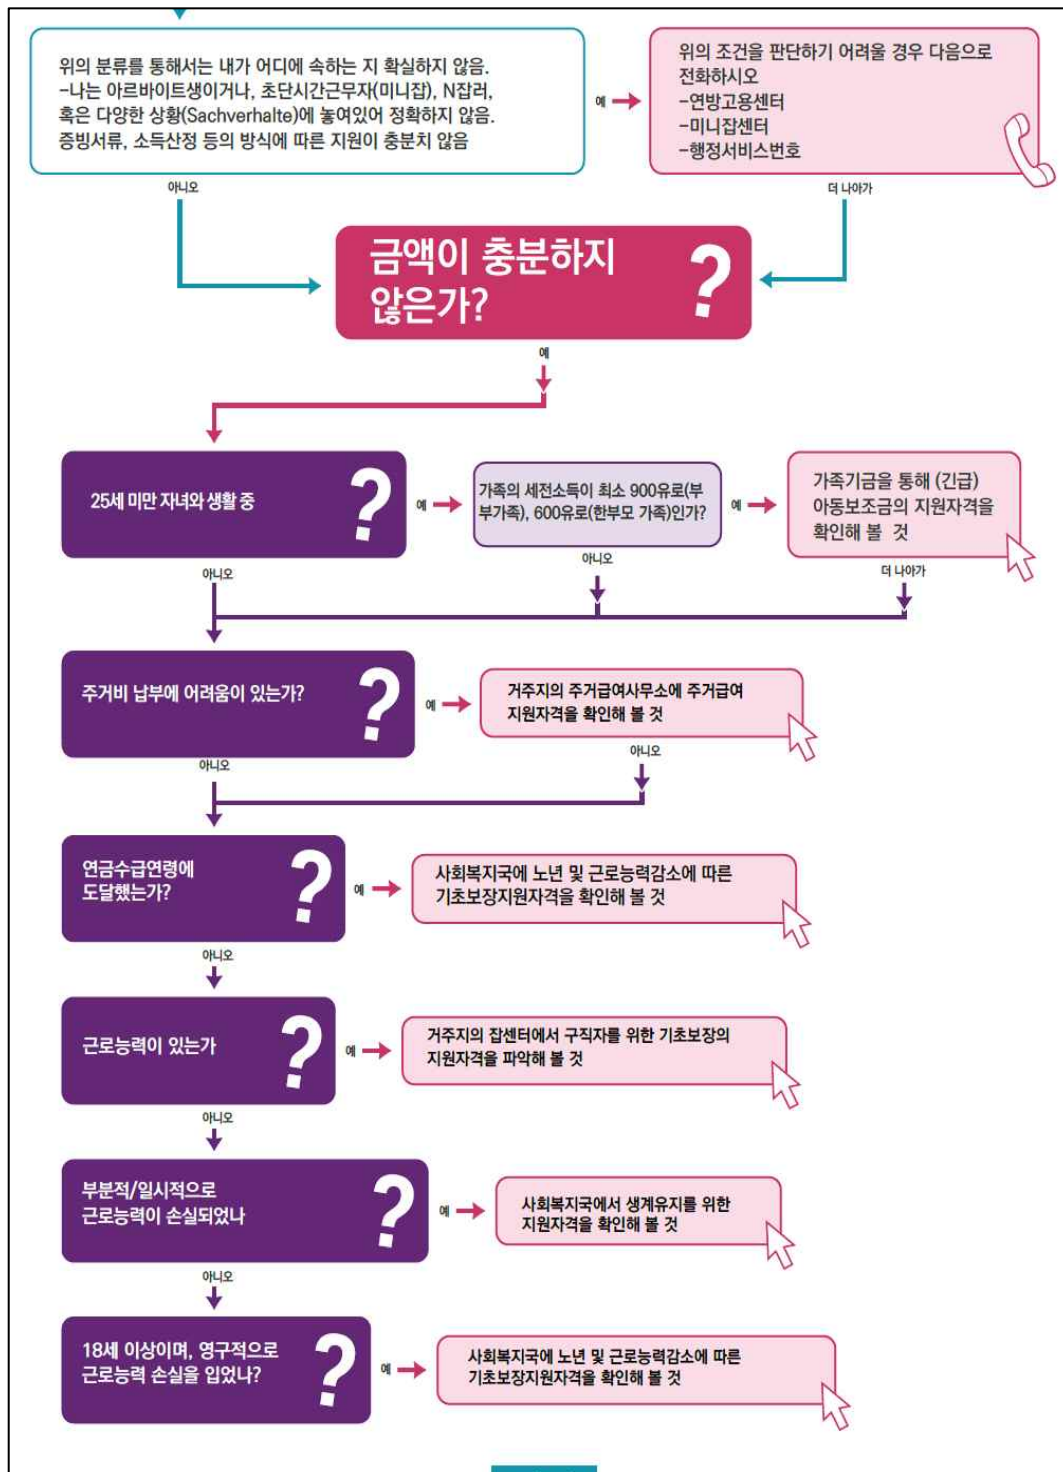 위의 분류를 통해서는 내가 어디에 속하는 지 확실하지 않음.
-나는 아르바이트생이거나, 초단시간근무자(미니잡), N잡러,
혹은 다양한 상황(Sachverhalte)에 놓여있어 정확하지 않음.
증빙서류, 소득산정 등의 방식에 따른 지원이 충분치 않음
예
위의 조건을 판단하기 어려울 경우 다음으로
전화하시오
-연방고용센터
-미니잡센터
-행정서비스번호
아니오
더 나아가
금액이 충분하지
않은가?
?
예
25세 미만 자녀와 생활 중
?
예
가족의 세전소득이 최소 900유로(부
부가족), 600유로(한부모 가족)인가?
예
가족기금을 통해 (긴급)
아동보조금의 지원자격을
확인해 볼 것
아니오
아니오
더 나아가
주거비 납부에 어려움이 있는가?
?
예
거주지의 주거급여사무소에 주거급여
지원자격을 확인해 볼 것
아니오
아니오
연금수급연령에
도달했는가?
?
예
사회복지국에 노년 및 근로능력감소에 따른
기초보장지원자격을 확인해 볼 것
아니오
근로능력이 있는가
?
예
거주지의 잡센터에서 구직자를 위한 기초보장의
지원자격을 파악해 볼 것
아니오
부분적/일시적으로
근로능력이 손실되었나
?
예
사회복지국에서 생계유지를 위한
지원자격을 확인해 볼 것
아니오
18세 이상이며, 영구적으로
근로능력 손실을 입었나?
?
예
사회복지국에 노년 및 근로능력감소에 따른
기초보장지원자격을 확인해 볼 것